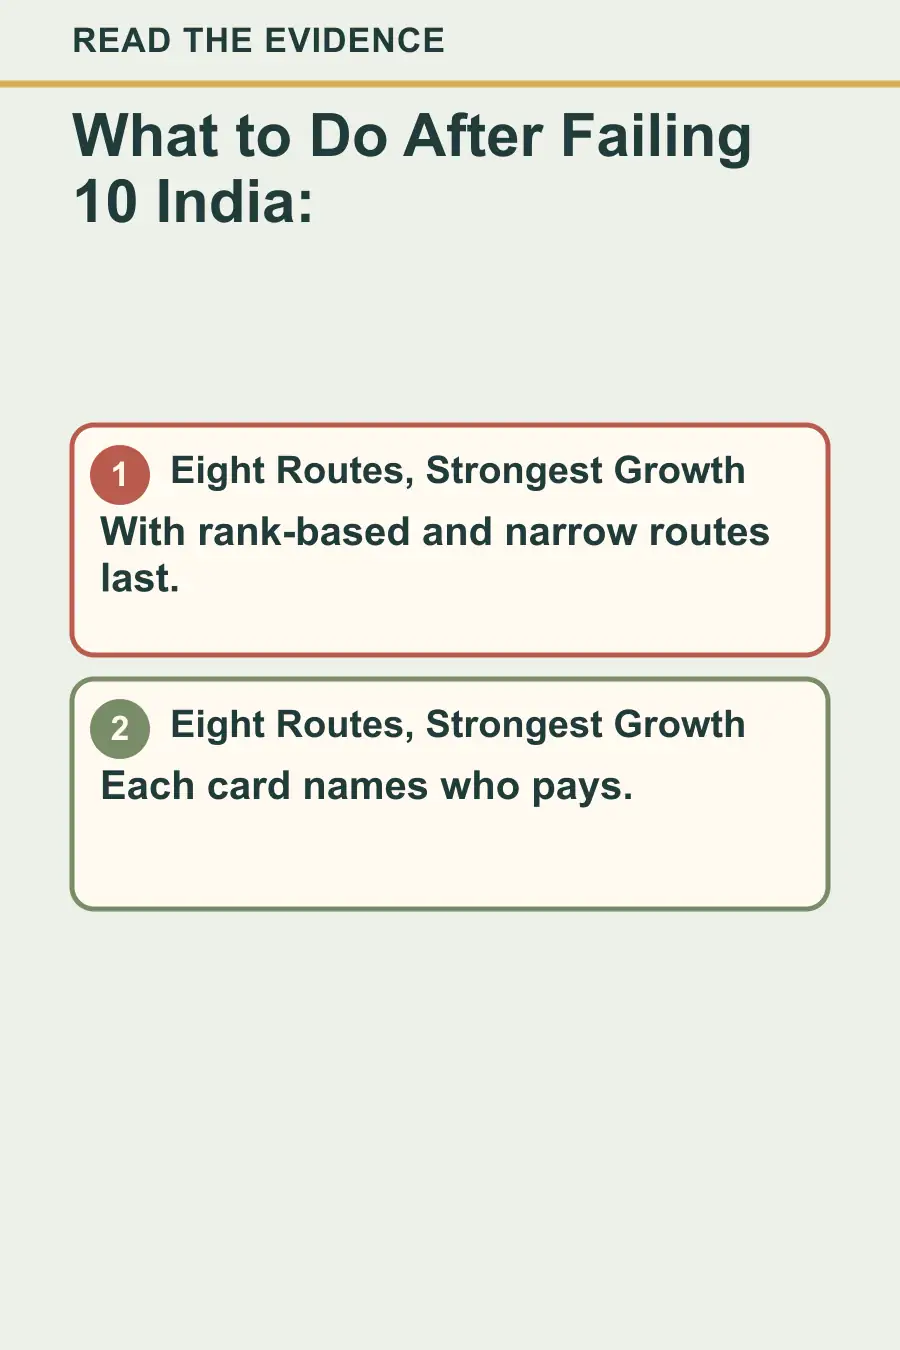 READ THE EVIDENCE
What to Do After Failing
10 India:
1 Eight Routes, Strongest Growth
With rank-based and narrow routes
last.
2 Eight Routes, Strongest Growth
Each card names who pays.